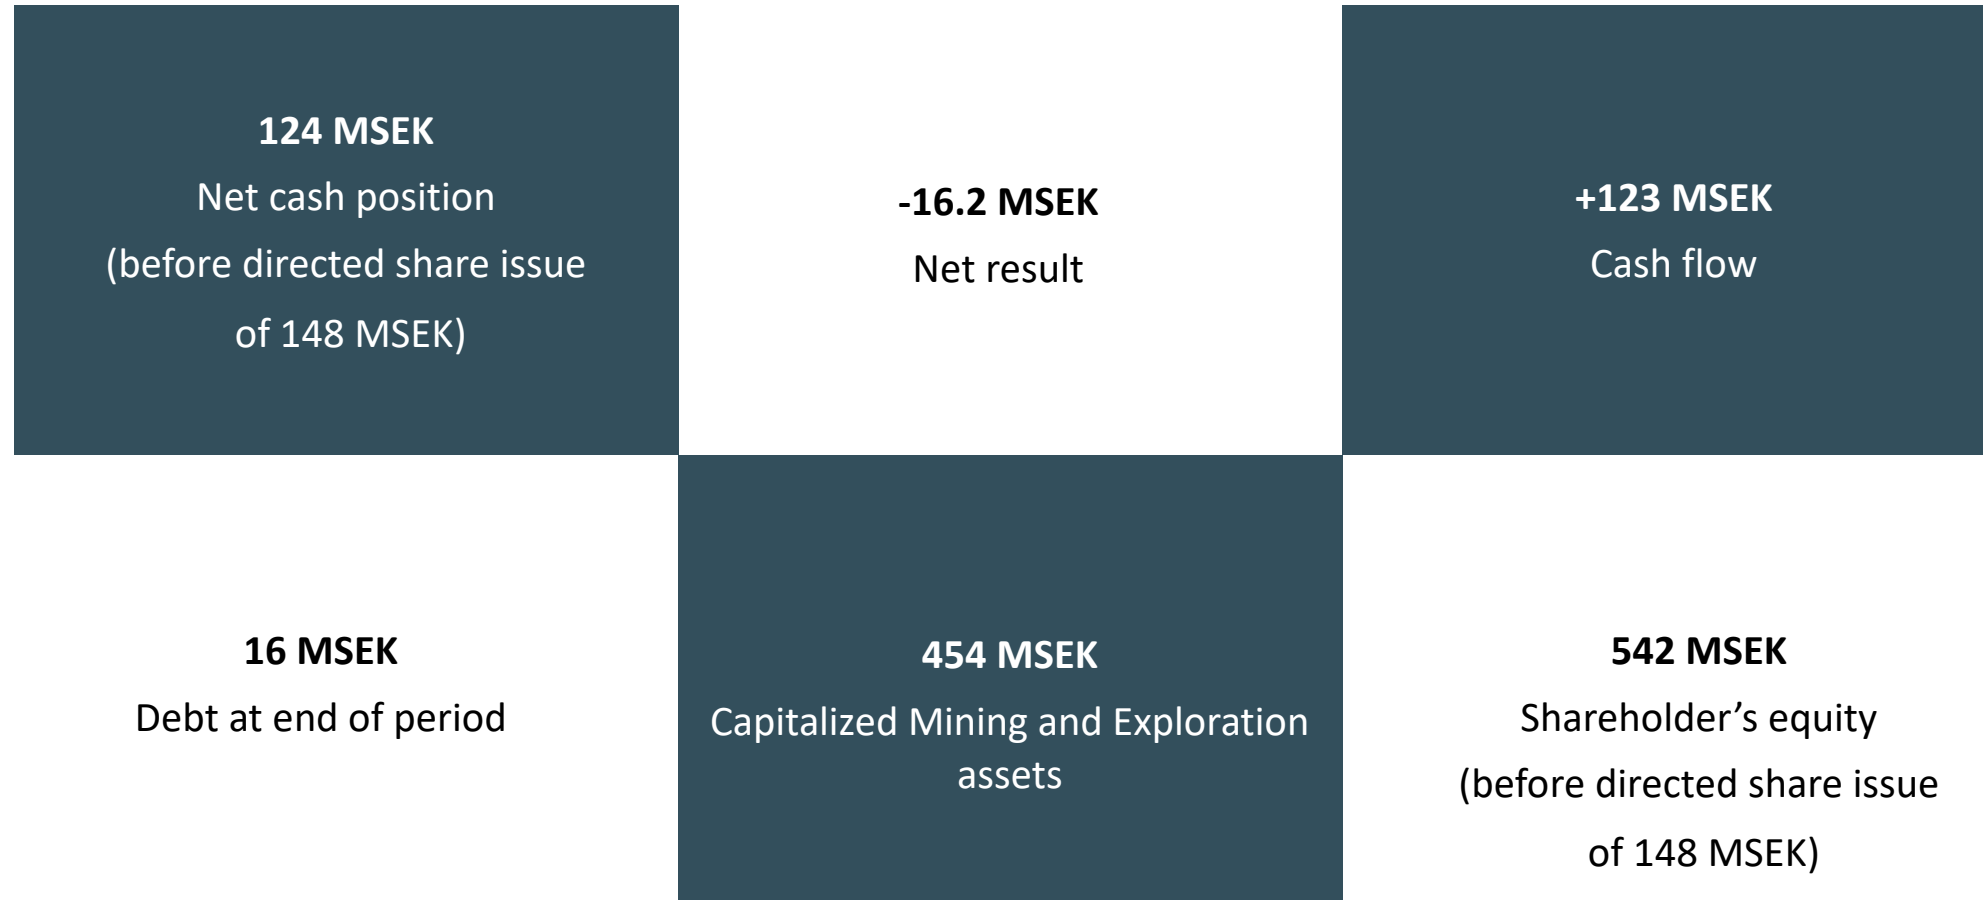 124 MSEK
Net cash position
(before directed share issue
of 148 MSEK)
-16.2 MSEK
Net result
+123 MSEK
Cash flow
16 MSEK
Debt at end of period
454 MSEK
Capitalized Mining and Exploration
assets
542 MSEK
Shareholder’s equity
(before directed share issue
of 148 MSEK)